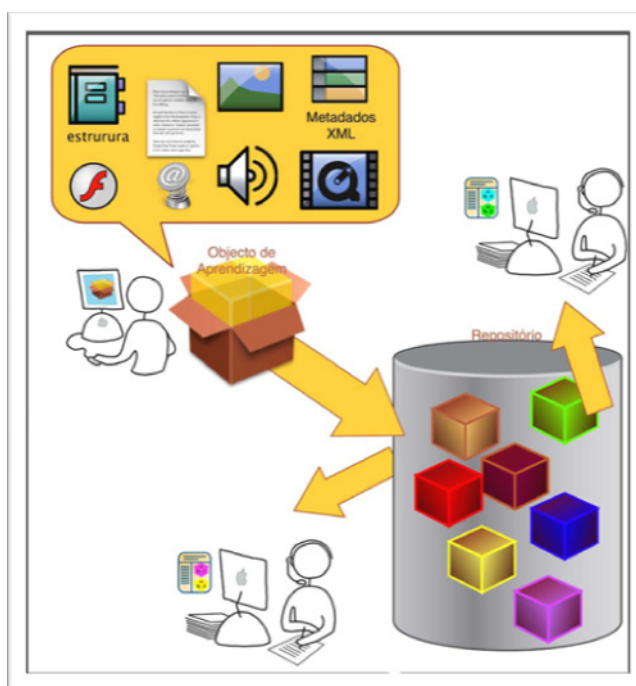 estrurura
Metadados
XML
Objecto de
Aprendizagem
Repositório